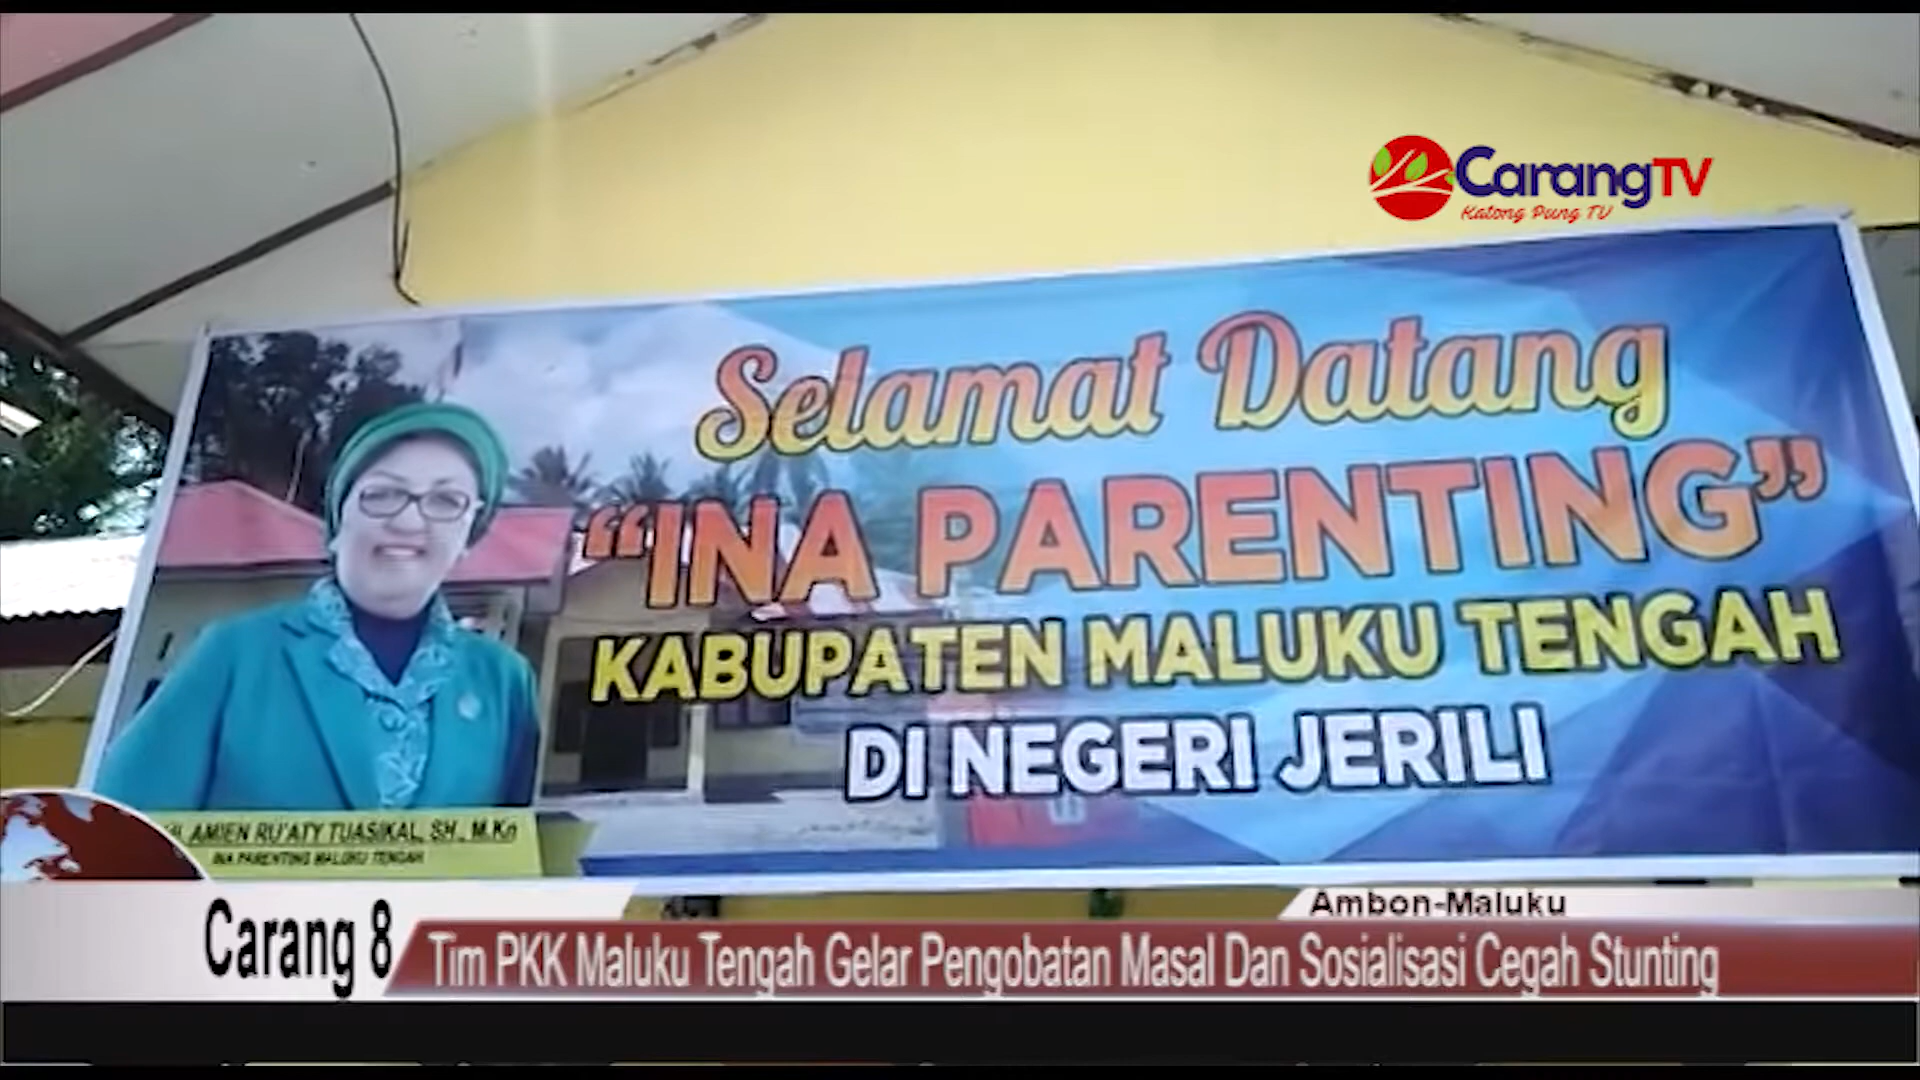 CarangTV
Katong Pung TV
Selamat Datang
"INA PARENTING"
KABUPATEN MALUKU TENGAH
DI NEGERI JERILI
AMIEN RU'ATY TUASIKAL, SH., M.Kn
INA PARENTING MALUKU TENGAH
Ambon-Maluku
Carang 8
Tim PKK Maluku Tengah Gelar Pengobatan Masal Dan Sosialisasi Cegah Stunting